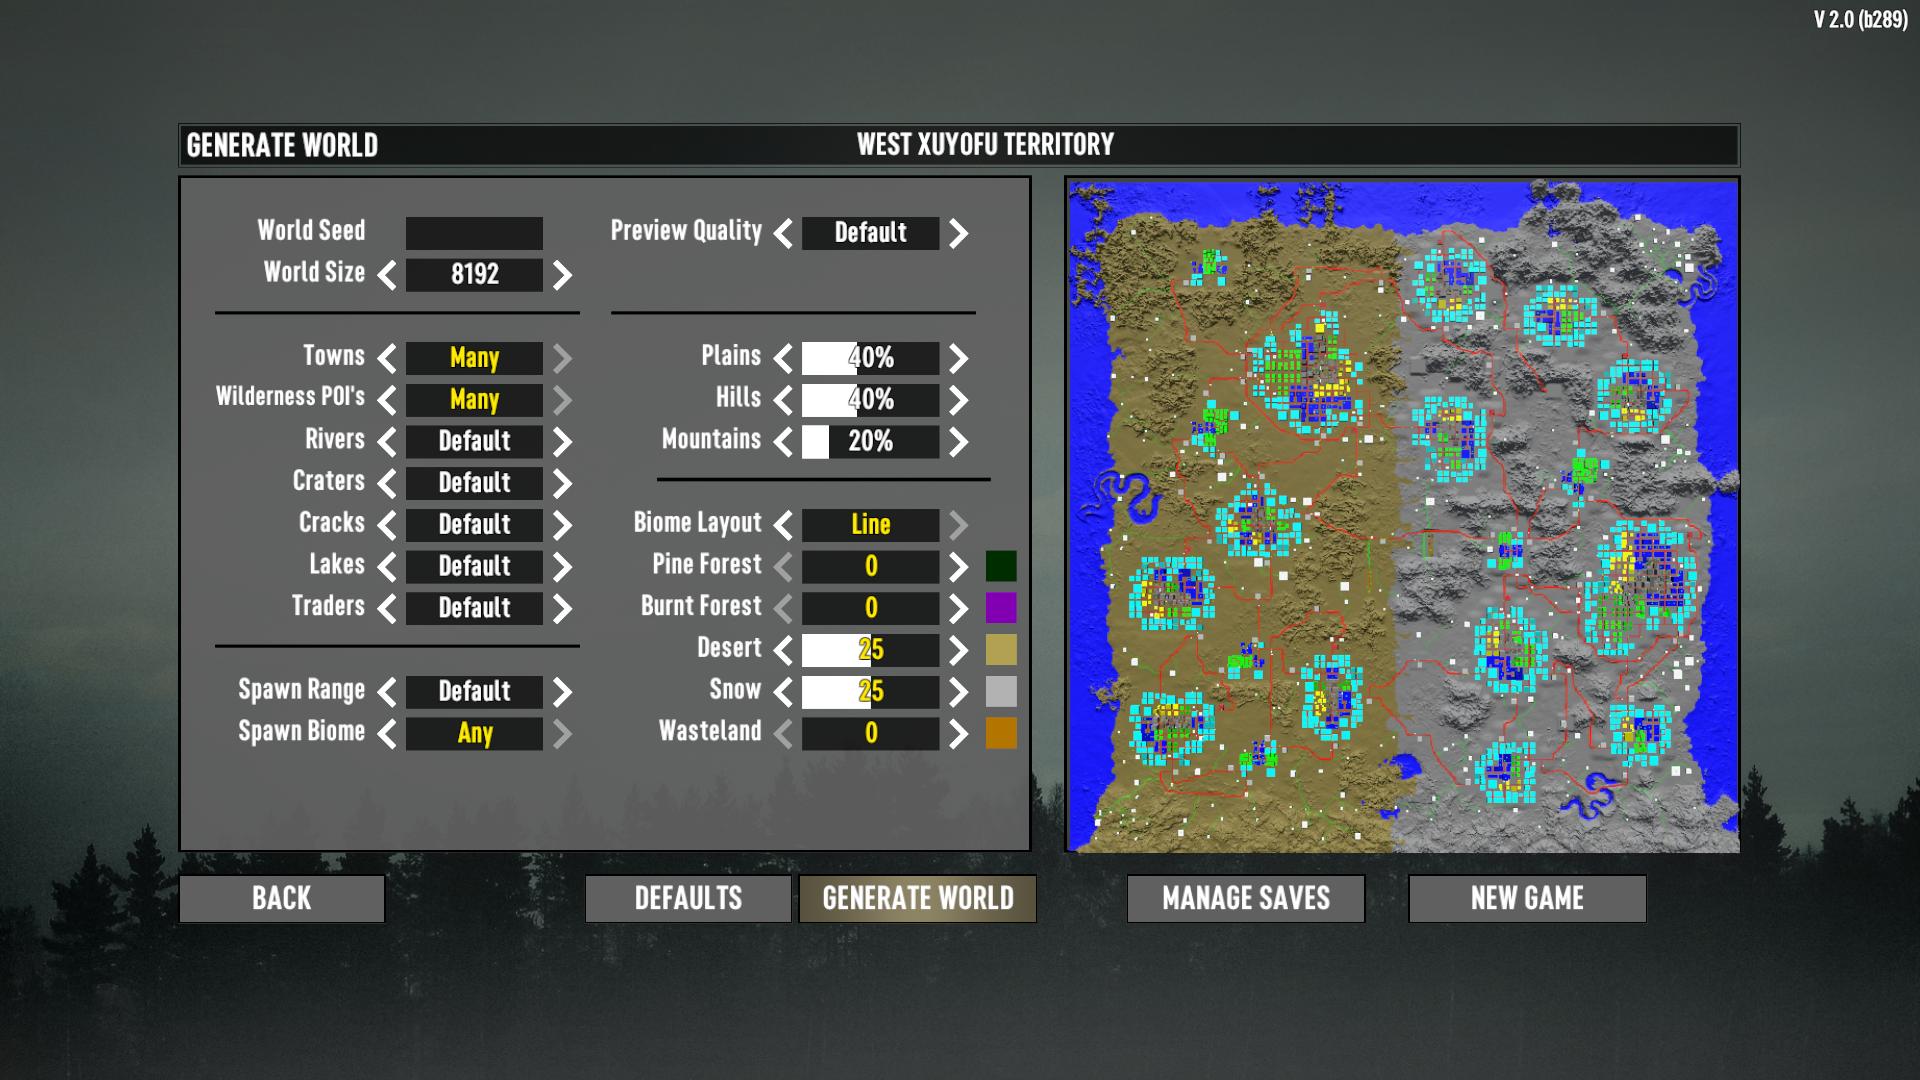 V 2.0 (b289)
GENERATE WORLD
WEST XUYOFU TERRITORY
World Seed
World Size 8192
Towns Many
Wilderness POI's Many
Rivers Default
Craters Default
Cracks Default
Lakes Default
Traders Default
Spawn Range Default
Spawn Biome Any
Preview Quality Default
Plains 40%
Hills 40%
Mountains 20%
Biome Layout Line
Pine Forest 0
Burnt Forest 0
Desert 25
Snow 25
Wasteland 0
BACK
DEFAULTS
GENERATE WORLD
MANAGE SAVES
NEW GAME